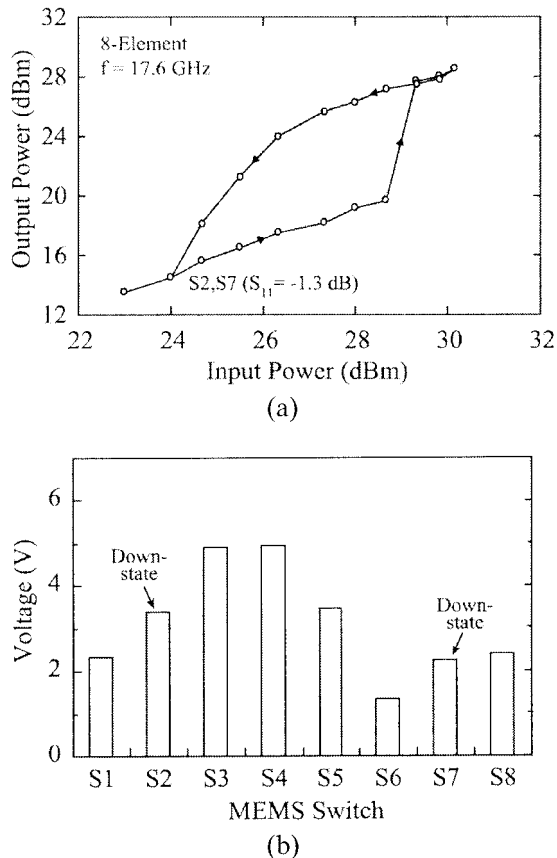 28
8-Element
f = 17.6 GHz
24
20
16
S2,S7 (S11= -1.3 dB)
12
22 24 26 28 30 32
Output Power (dBm)
Input Power (dBm)
(a)
6
Down-
state
4
Down-
state
2
0
S1 S2 S3 S4 S5 S6 S7 S8
Voltage (V)
MEMS Switch
(b)